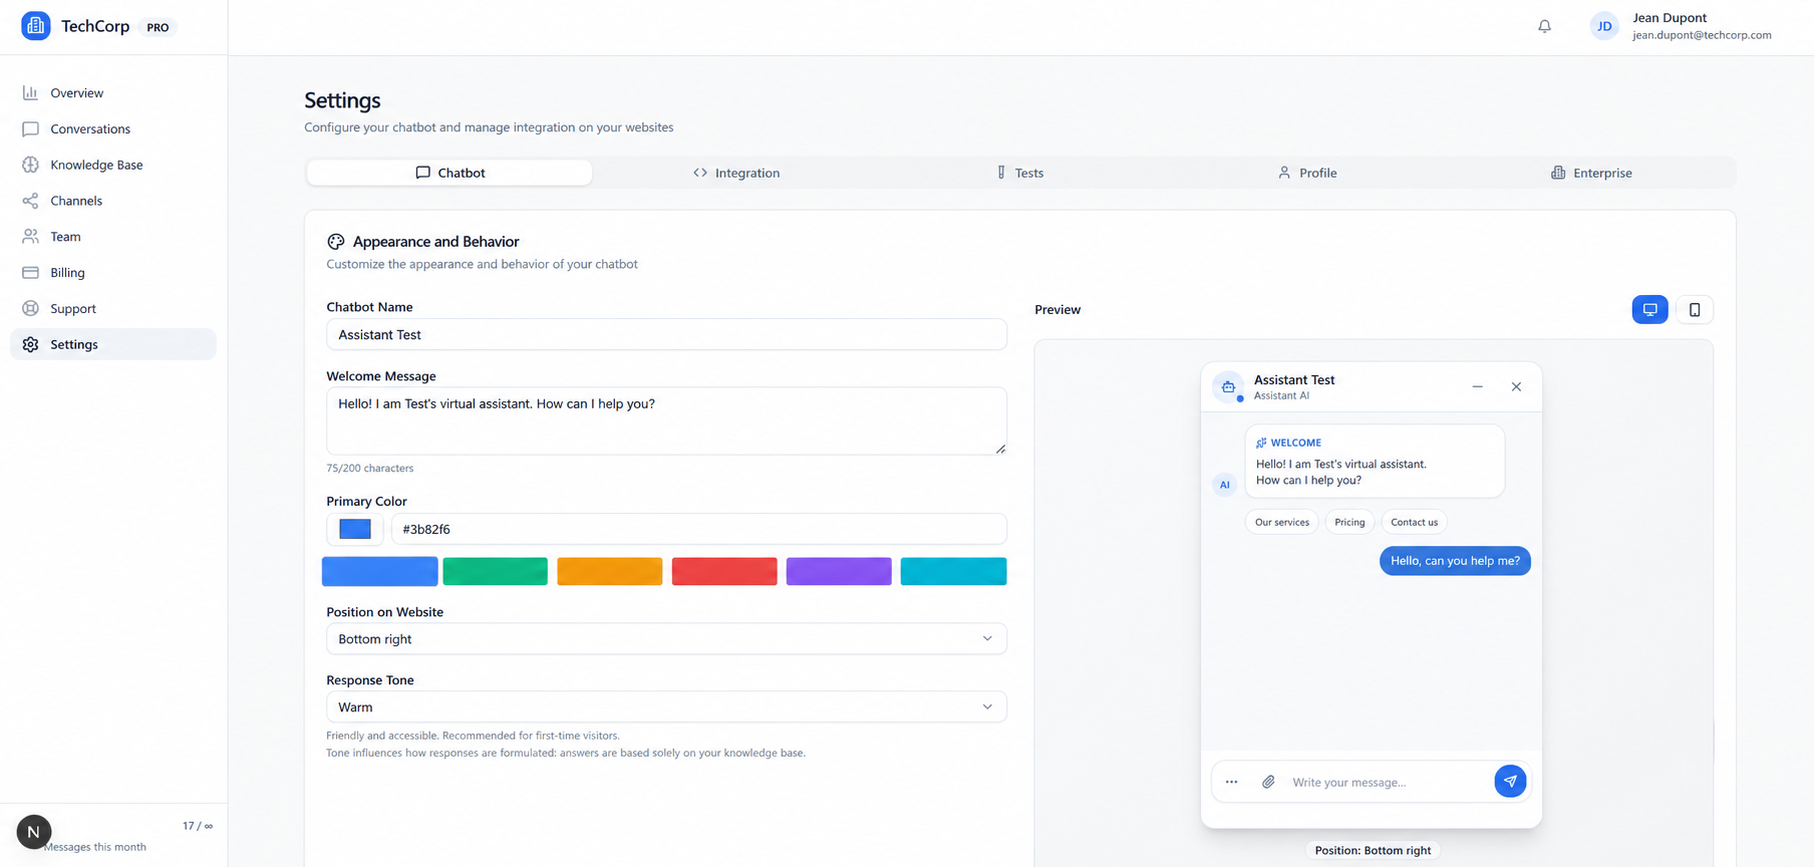 TechCorp PRO
Jean Dupont
JD
jean.dupont@techcorp.com
Overview
Conversations
Knowledge Base
Channels
Team
Billing
Support
Settings
17 / ∞
N
Messages this month
Settings
Configure your chatbot and manage integration on your websites
Chatbot
Integration
Tests
Profile
Enterprise
Appearance and Behavior
Customize the appearance and behavior of your chatbot
Chatbot Name
Assistant Test
Welcome Message
Hello! I am Test's virtual assistant. How can I help you?
75/200 characters
Primary Color
#3b82f6
Position on Website
Bottom right
Response Tone
Warm
Friendly and accessible. Recommended for first-time visitors.
Tone influences how responses are formulated: answers are based solely on your knowledge base.
Preview
Assistant Test
Assistant AI
WELCOME
Hello! I am Test's virtual assistant.
How can I help you?
AI
Our services
Pricing
Contact us
Hello, can you help me?
Write your message...
Position: Bottom right